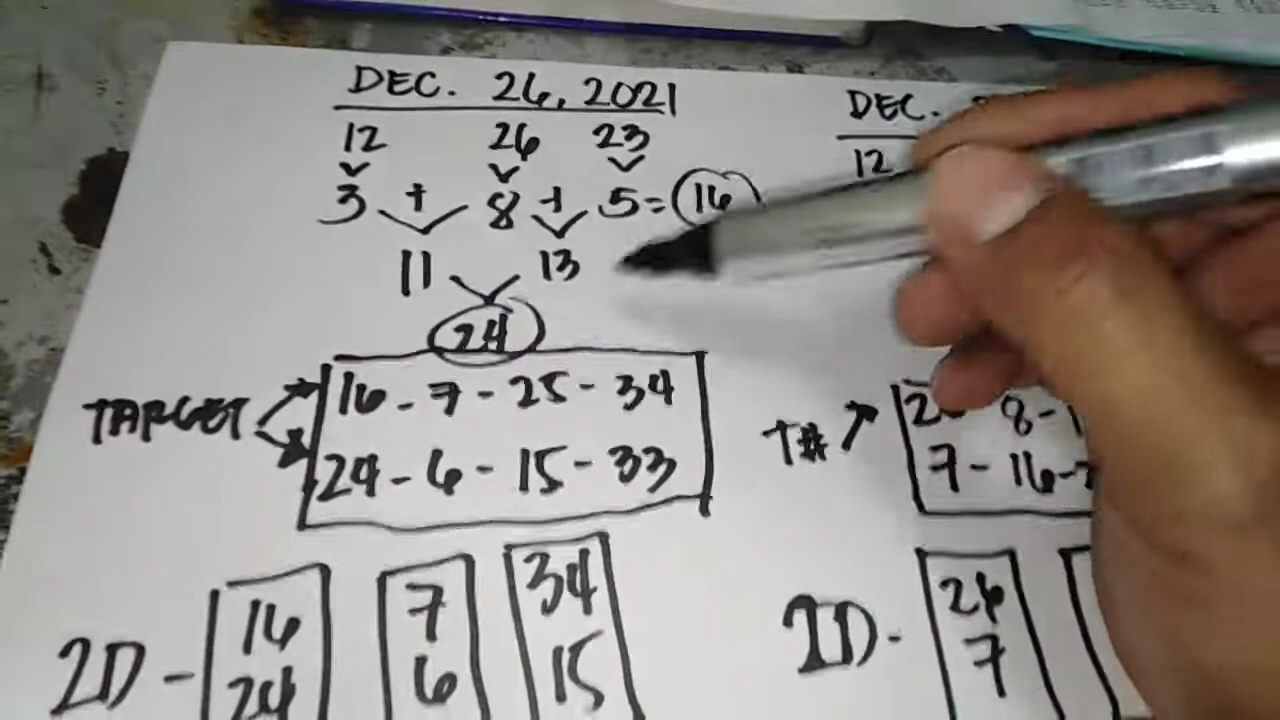 DEC. 26, 2021
12 26 23
3 + 8 + 5 = 16
11 13
24
TARGET
16 - 7 - 25 - 34
24 - 6 - 15 - 33
2D - 16 7 34
24 6 15
DEC.
12
T#
8 -
7 - 16 -
2D - 26
7